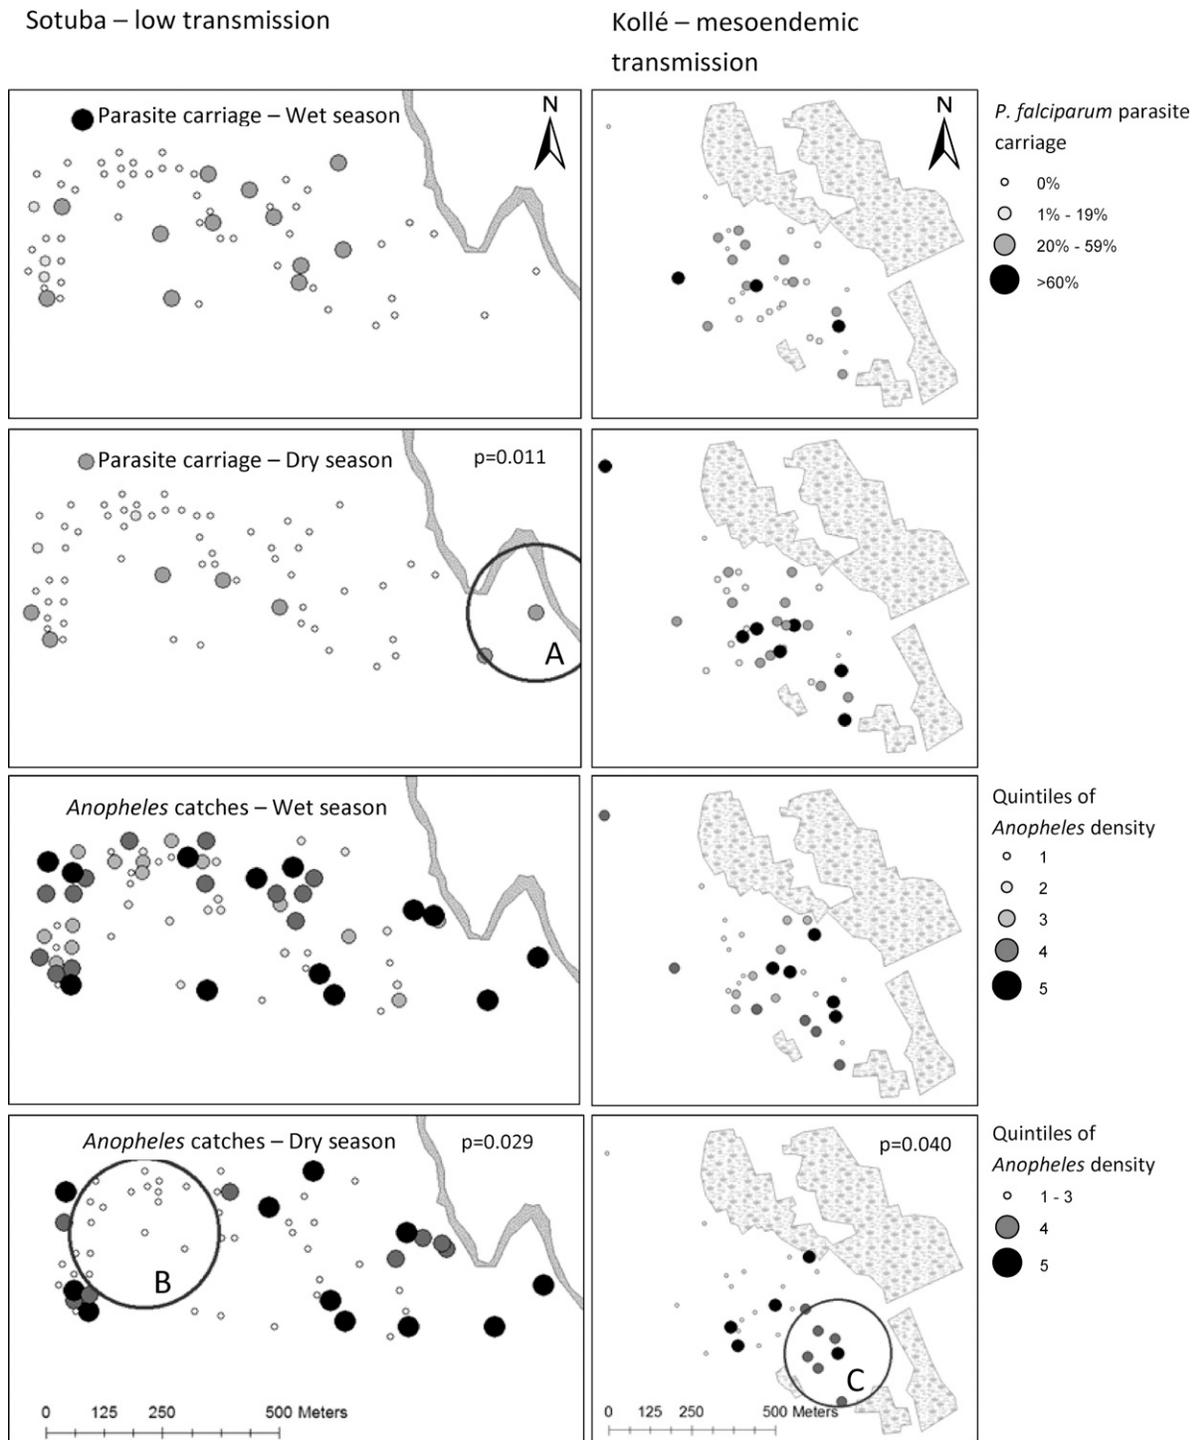 Sotuba – low transmission
Kollé – mesoendemic
transmission
Parasite carriage – Wet season
N
N
P. falciparum parasite
carriage
0%
1% - 19%
20% - 59%
>60%
Parasite carriage – Dry season
p=0.011
A
Anopheles catches – Wet season
Quintiles of
Anopheles density
1
2
3
4
5
Anopheles catches – Dry season
p=0.029
B
p=0.040
C
Quintiles of
Anopheles density
1 - 3
4
5
0 125 250 500 Meters
0 125 250 500 Meters